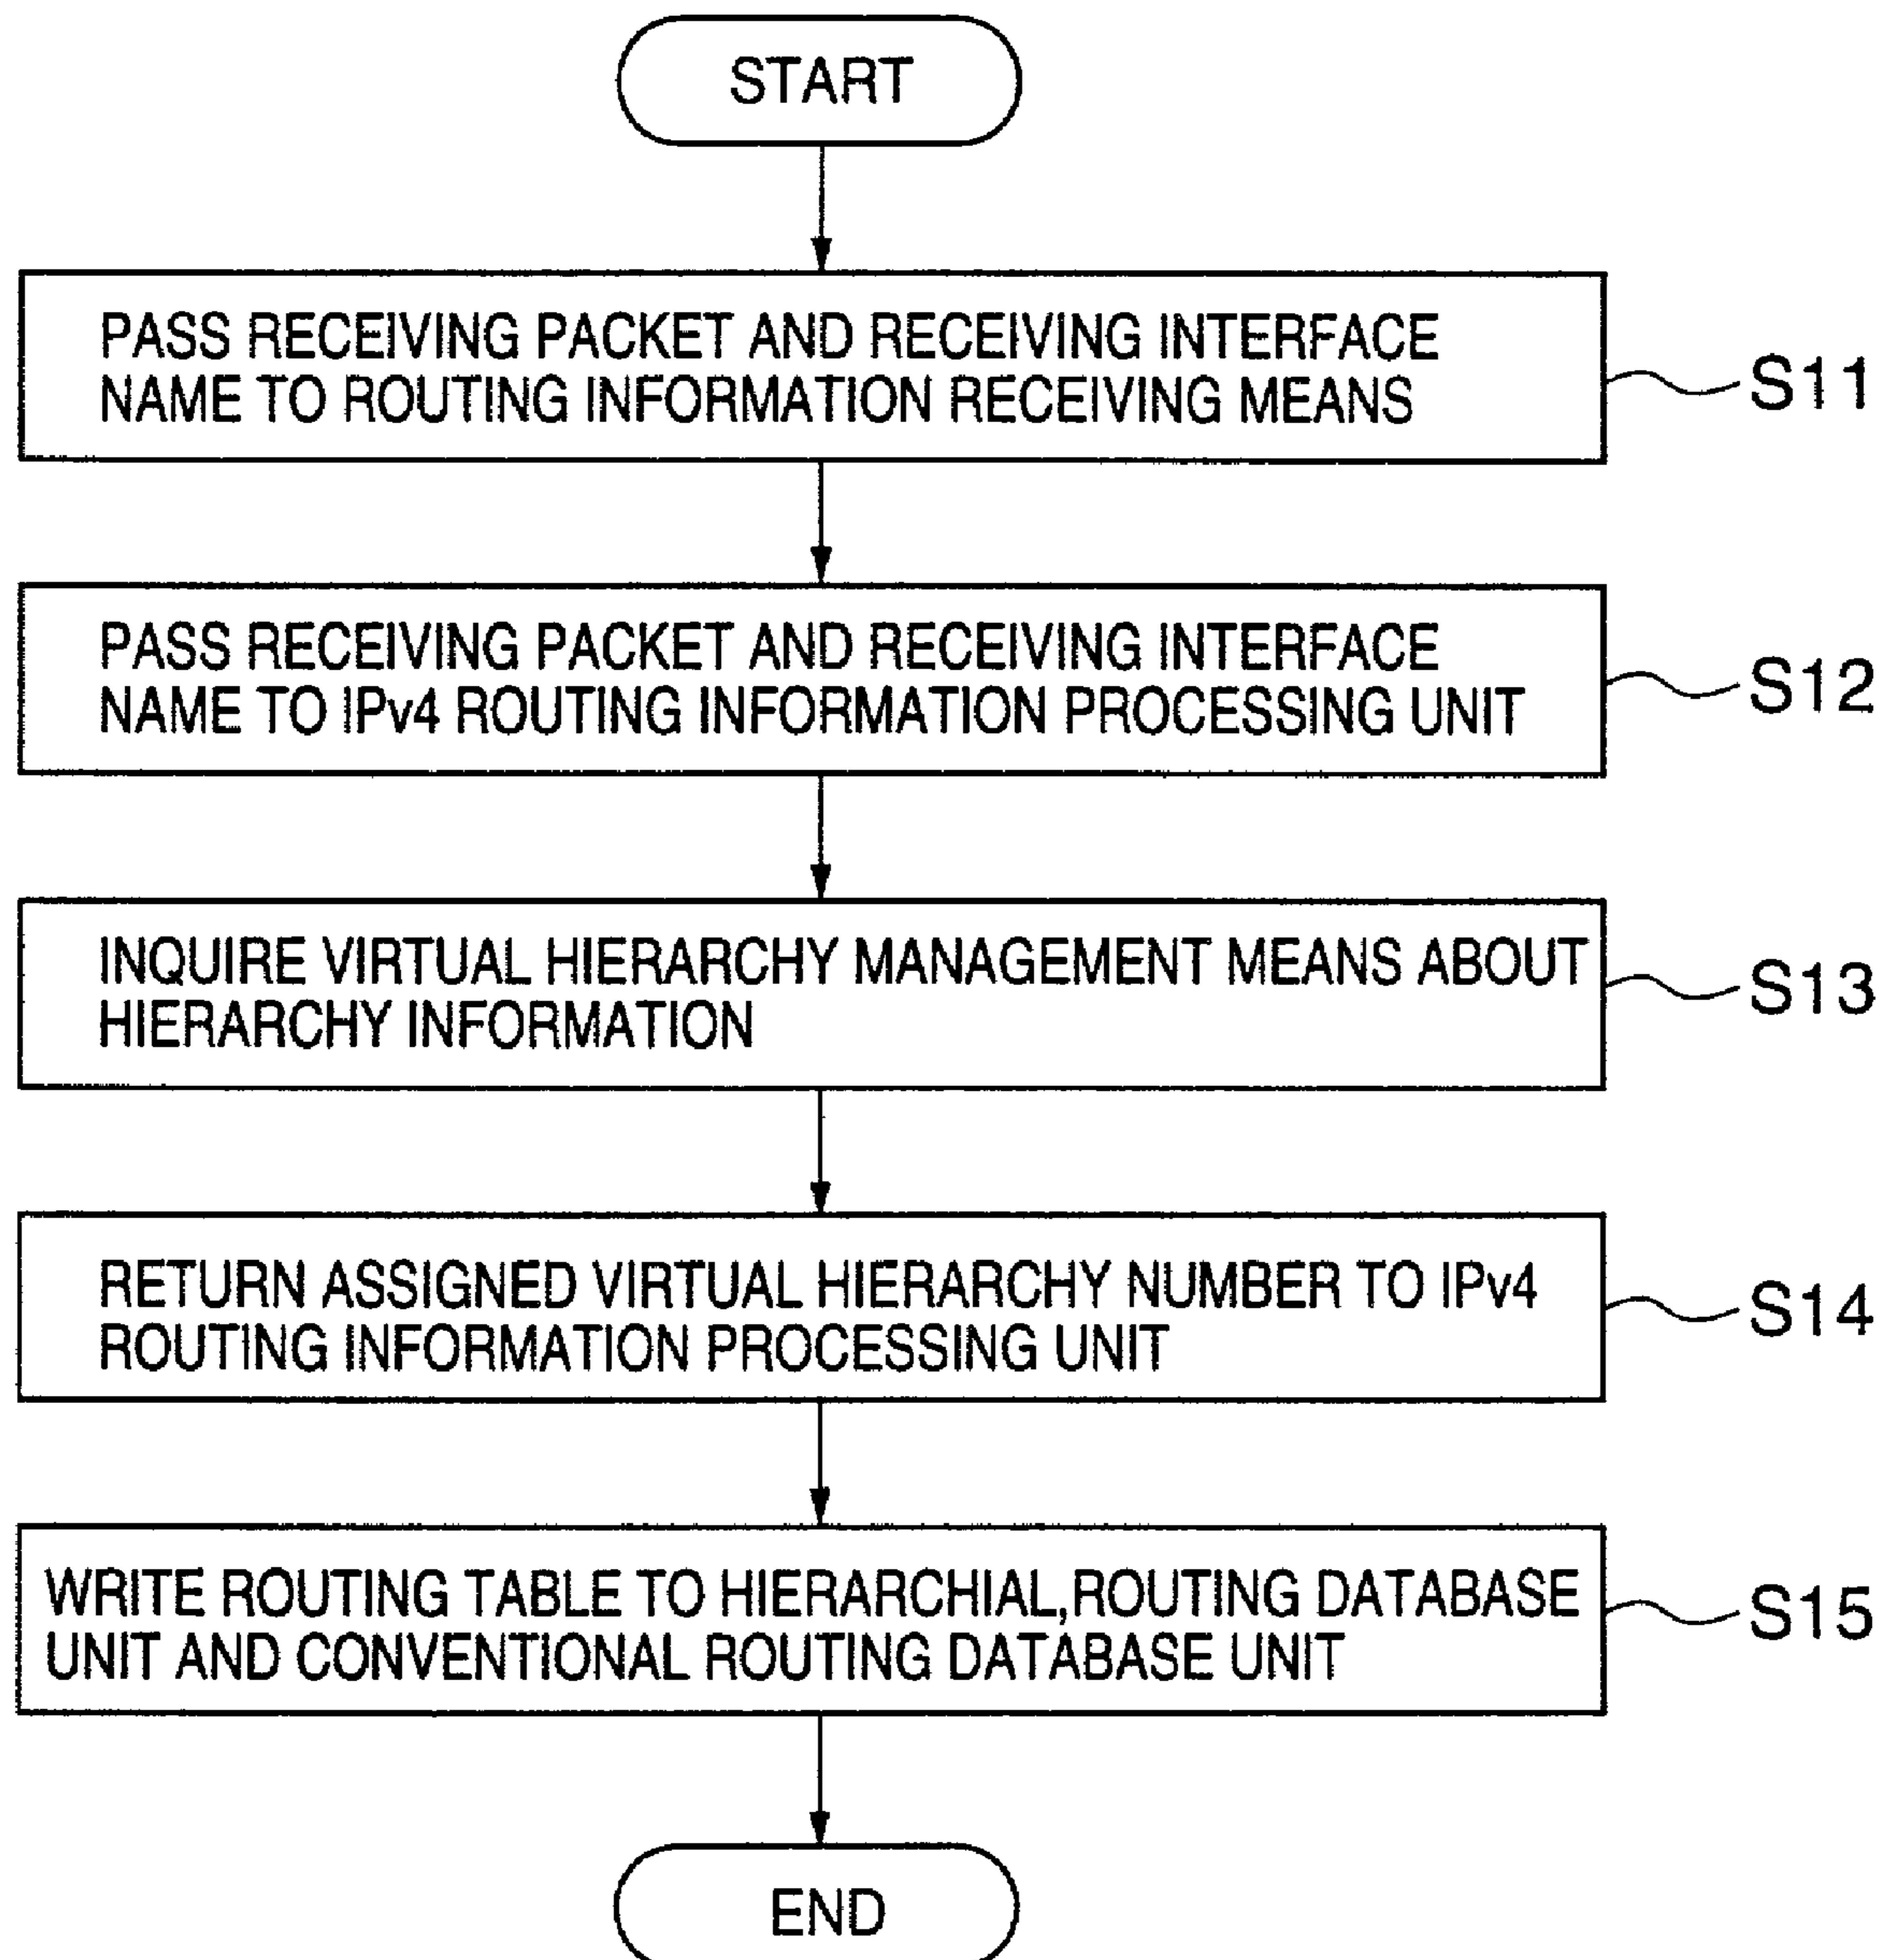 START
PASS RECEIVING PACKET AND RECEIVING INTERFACE
NAME TO ROUTING INFORMATION RECEIVING MEANS
S11
PASS RECEIVING PACKET AND RECEIVING INTERFACE
NAME TO IPv4 ROUTING INFORMATION PROCESSING UNIT
S12
INQUIRE VIRTUAL HIERARCHY MANAGEMENT MEANS ABOUT
HIERARCHY INFORMATION
S13
RETURN ASSIGNED VIRTUAL HIERARCHY NUMBER TO IPv4
ROUTING INFORMATION PROCESSING UNIT
S14
WRITE ROUTING TABLE TO HIERARCHIAL,ROUTING DATABASE
UNIT AND CONVENTIONAL ROUTING DATABASE UNIT
S15
END